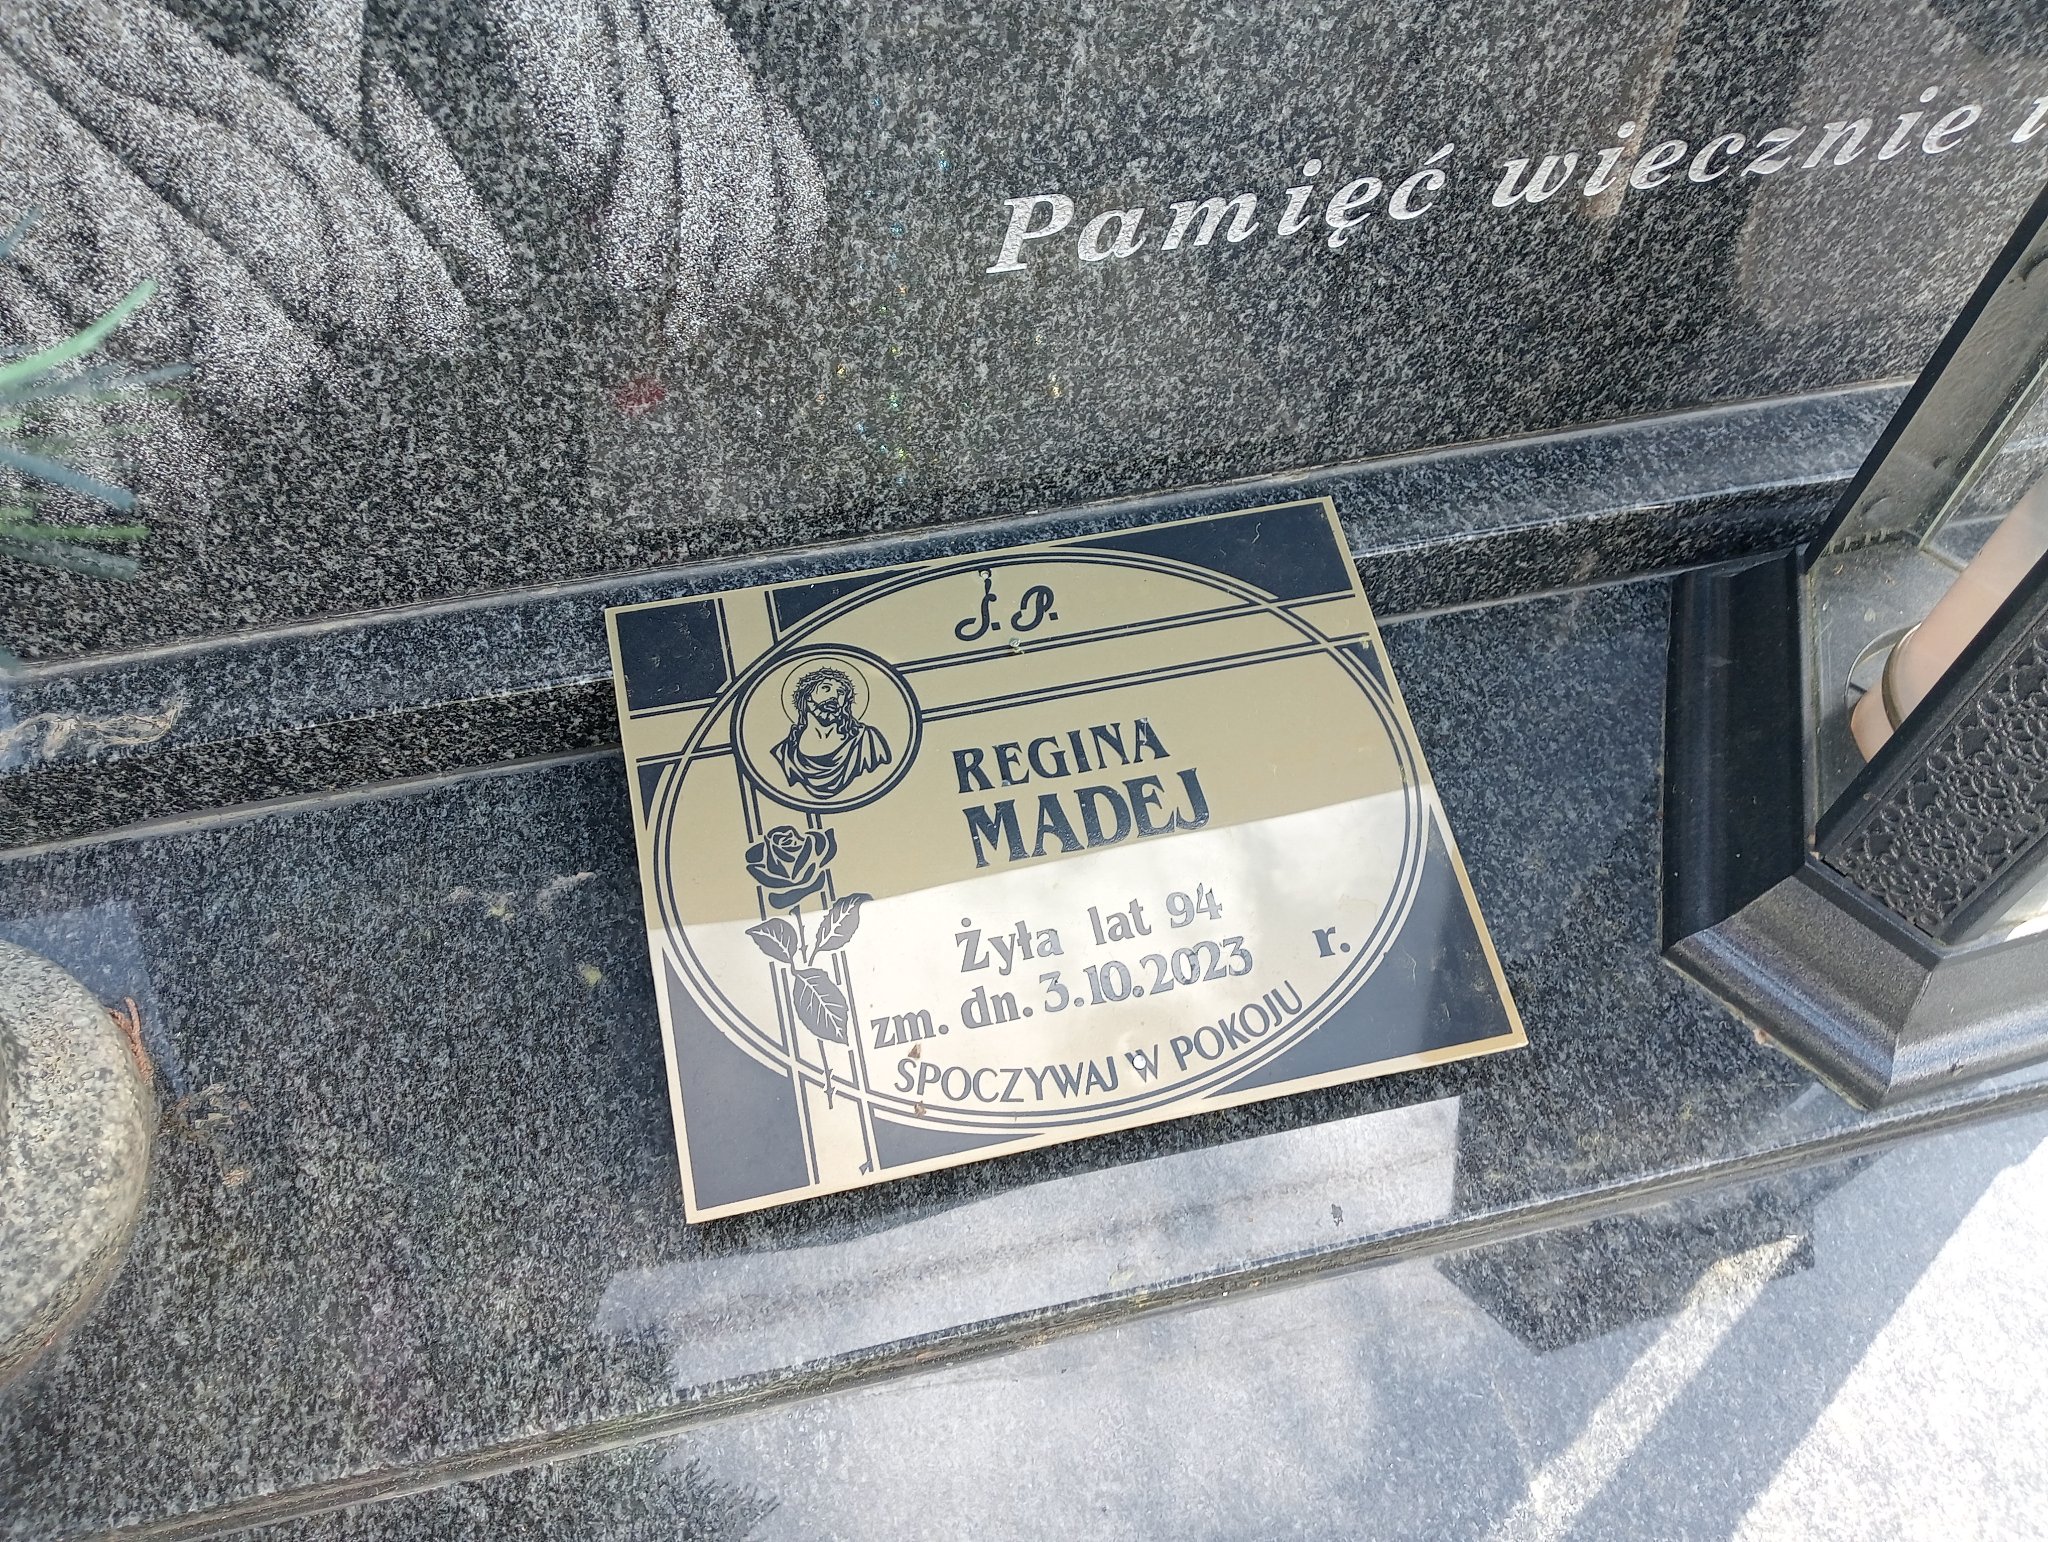 Pamięć wiecznie
Ś. P.
REGINA
MADEJ
Żyła lat 94
zm. dn. 3.10.2023 r.
SPOCZYWAJ W POKOJU